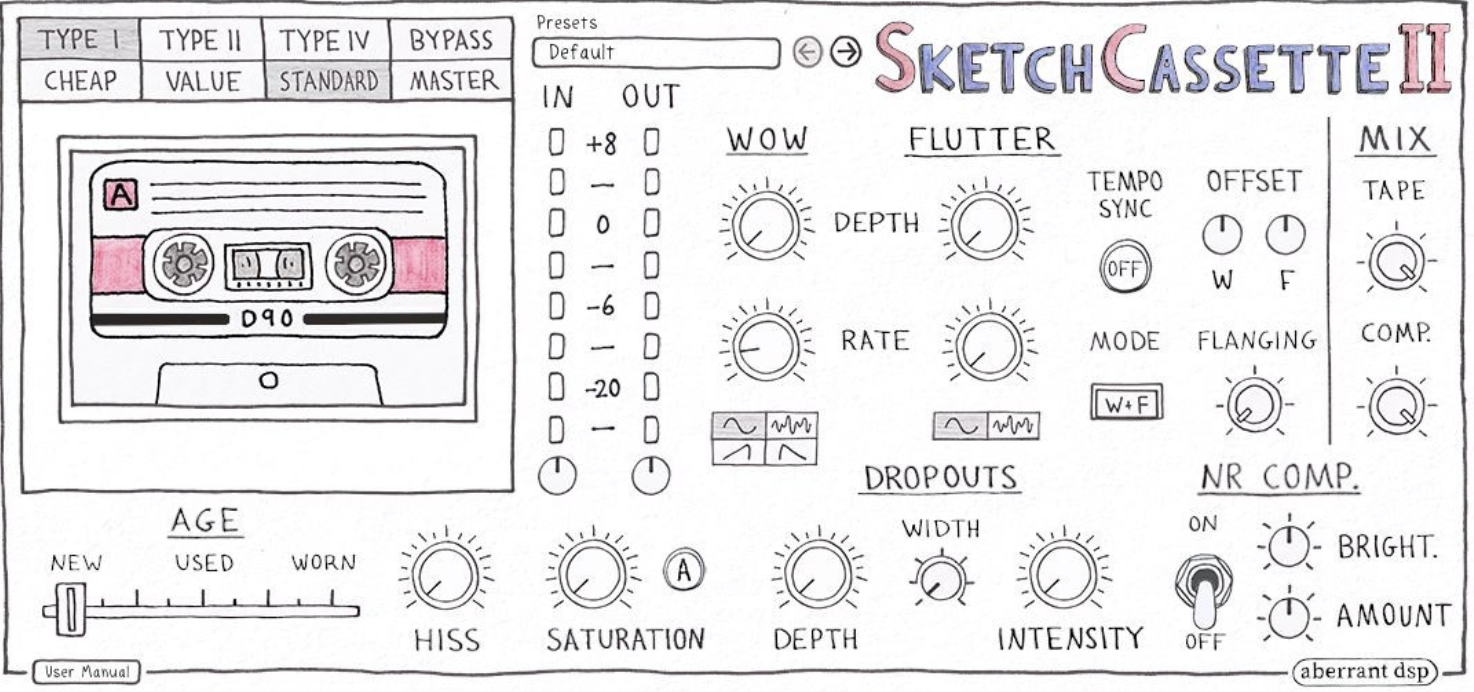 TYPE I TYPE II TYPE IV BYPASS
CHEAP VALUE STANDARD MASTER
Presets
Default
SKETCHCASSETTE II
IN OUT
+8
0
-6
-20
A
D90
WOW FLUTTER
DEPTH
RATE
TEMPO
SYNC
OFF
MODE
W+F
OFFSET
W F
FLANGING
MIX
TAPE
COMP.
AGE
NEW USED WORN
HISS
SATURATION
A
DROPOUTS
DEPTH
WIDTH
INTENSITY
NR COMP.
ON
OFF
BRIGHT.
AMOUNT
User Manual
aberrant dsp